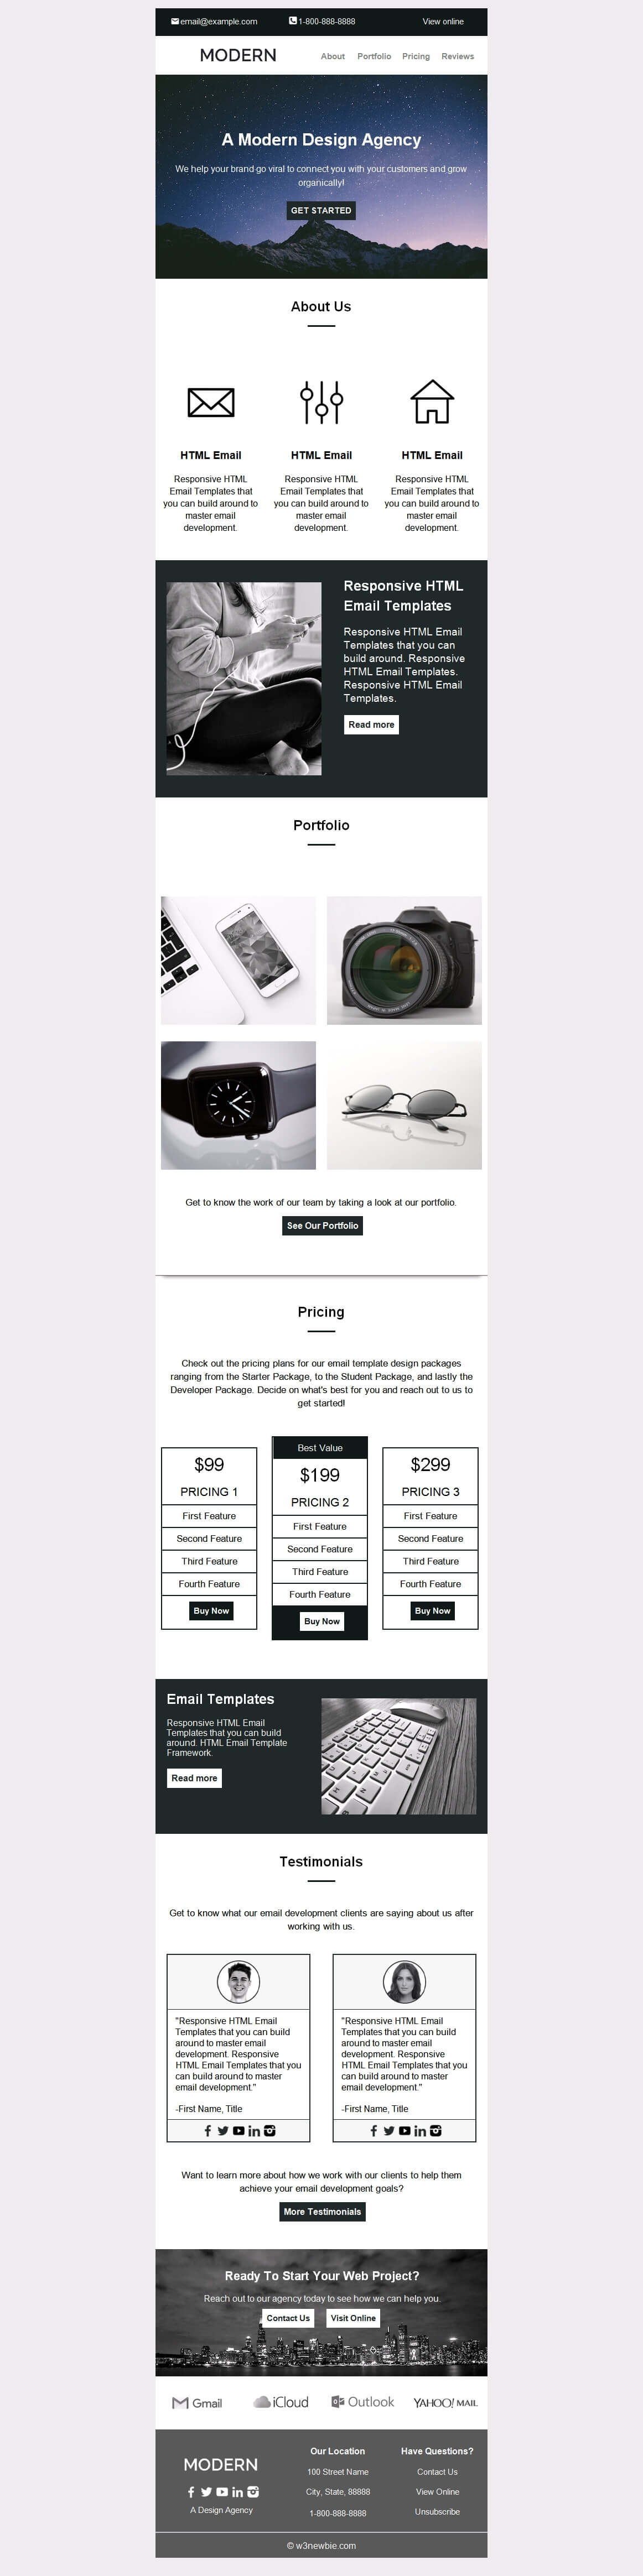 email@example.com 1-800-888-8888 View online
MODERN About Portfolio Pricing Reviews
A Modern Design Agency
We help your brand go viral to connect you with your customers and grow
organically!
GET STARTED
About Us
HTML Email
Responsive HTML
Email Templates that
you can build around to
master email
development.
HTML Email
Responsive HTML
Email Templates that
you can build around to
master email
development.
HTML Email
Responsive HTML
Email Templates that
you can build around to
master email
development.
Responsive HTML
Email Templates
Responsive HTML Email
Templates that you can
build around. Responsive
HTML Email Templates.
Responsive HTML Email
Templates.
Read more
Portfolio
Get to know the work of our team by taking a look at our portfolio.
See Our Portfolio
Pricing
Check out the pricing plans for our email template design packages
ranging from the Starter Package, to the Student Package, and lastly the
Developer Package. Decide on what's best for you and reach out to us to
get started!
$99
PRICING 1
First Feature
Second Feature
Third Feature
Fourth Feature
Buy Now
Best Value
$199
PRICING 2
First Feature
Second Feature
Third Feature
Fourth Feature
Buy Now
$299
PRICING 3
First Feature
Second Feature
Third Feature
Fourth Feature
Buy Now
Email Templates
Responsive HTML Email
Templates that you can build
around. HTML Email Template
Framework.
Read more
Testimonials
Get to know what our email development clients are saying about us after
working with us.
"Responsive HTML Email
Templates that you can build
around to master email
development. Responsive
HTML Email Templates that you
can build around to master
email development."
-First Name, Title
"Responsive HTML Email
Templates that you can build
around to master email
development. Responsive
HTML Email Templates that you
can build around to master
email development."
-First Name, Title
Want to learn more about how we work with our clients to help them
achieve your email development goals?
More Testimonials
Ready To Start Your Web Project?
Reach out to our agency today to see how we can help you.
Contact Us Visit Online
Gmail iCloud Outlook YAHOO! MAIL
MODERN
A Design Agency
Our Location
100 Street Name
City, State, 88888
1-800-888-8888
Have Questions?
Contact Us
View Online
Unsubscribe
© w3newbie.com